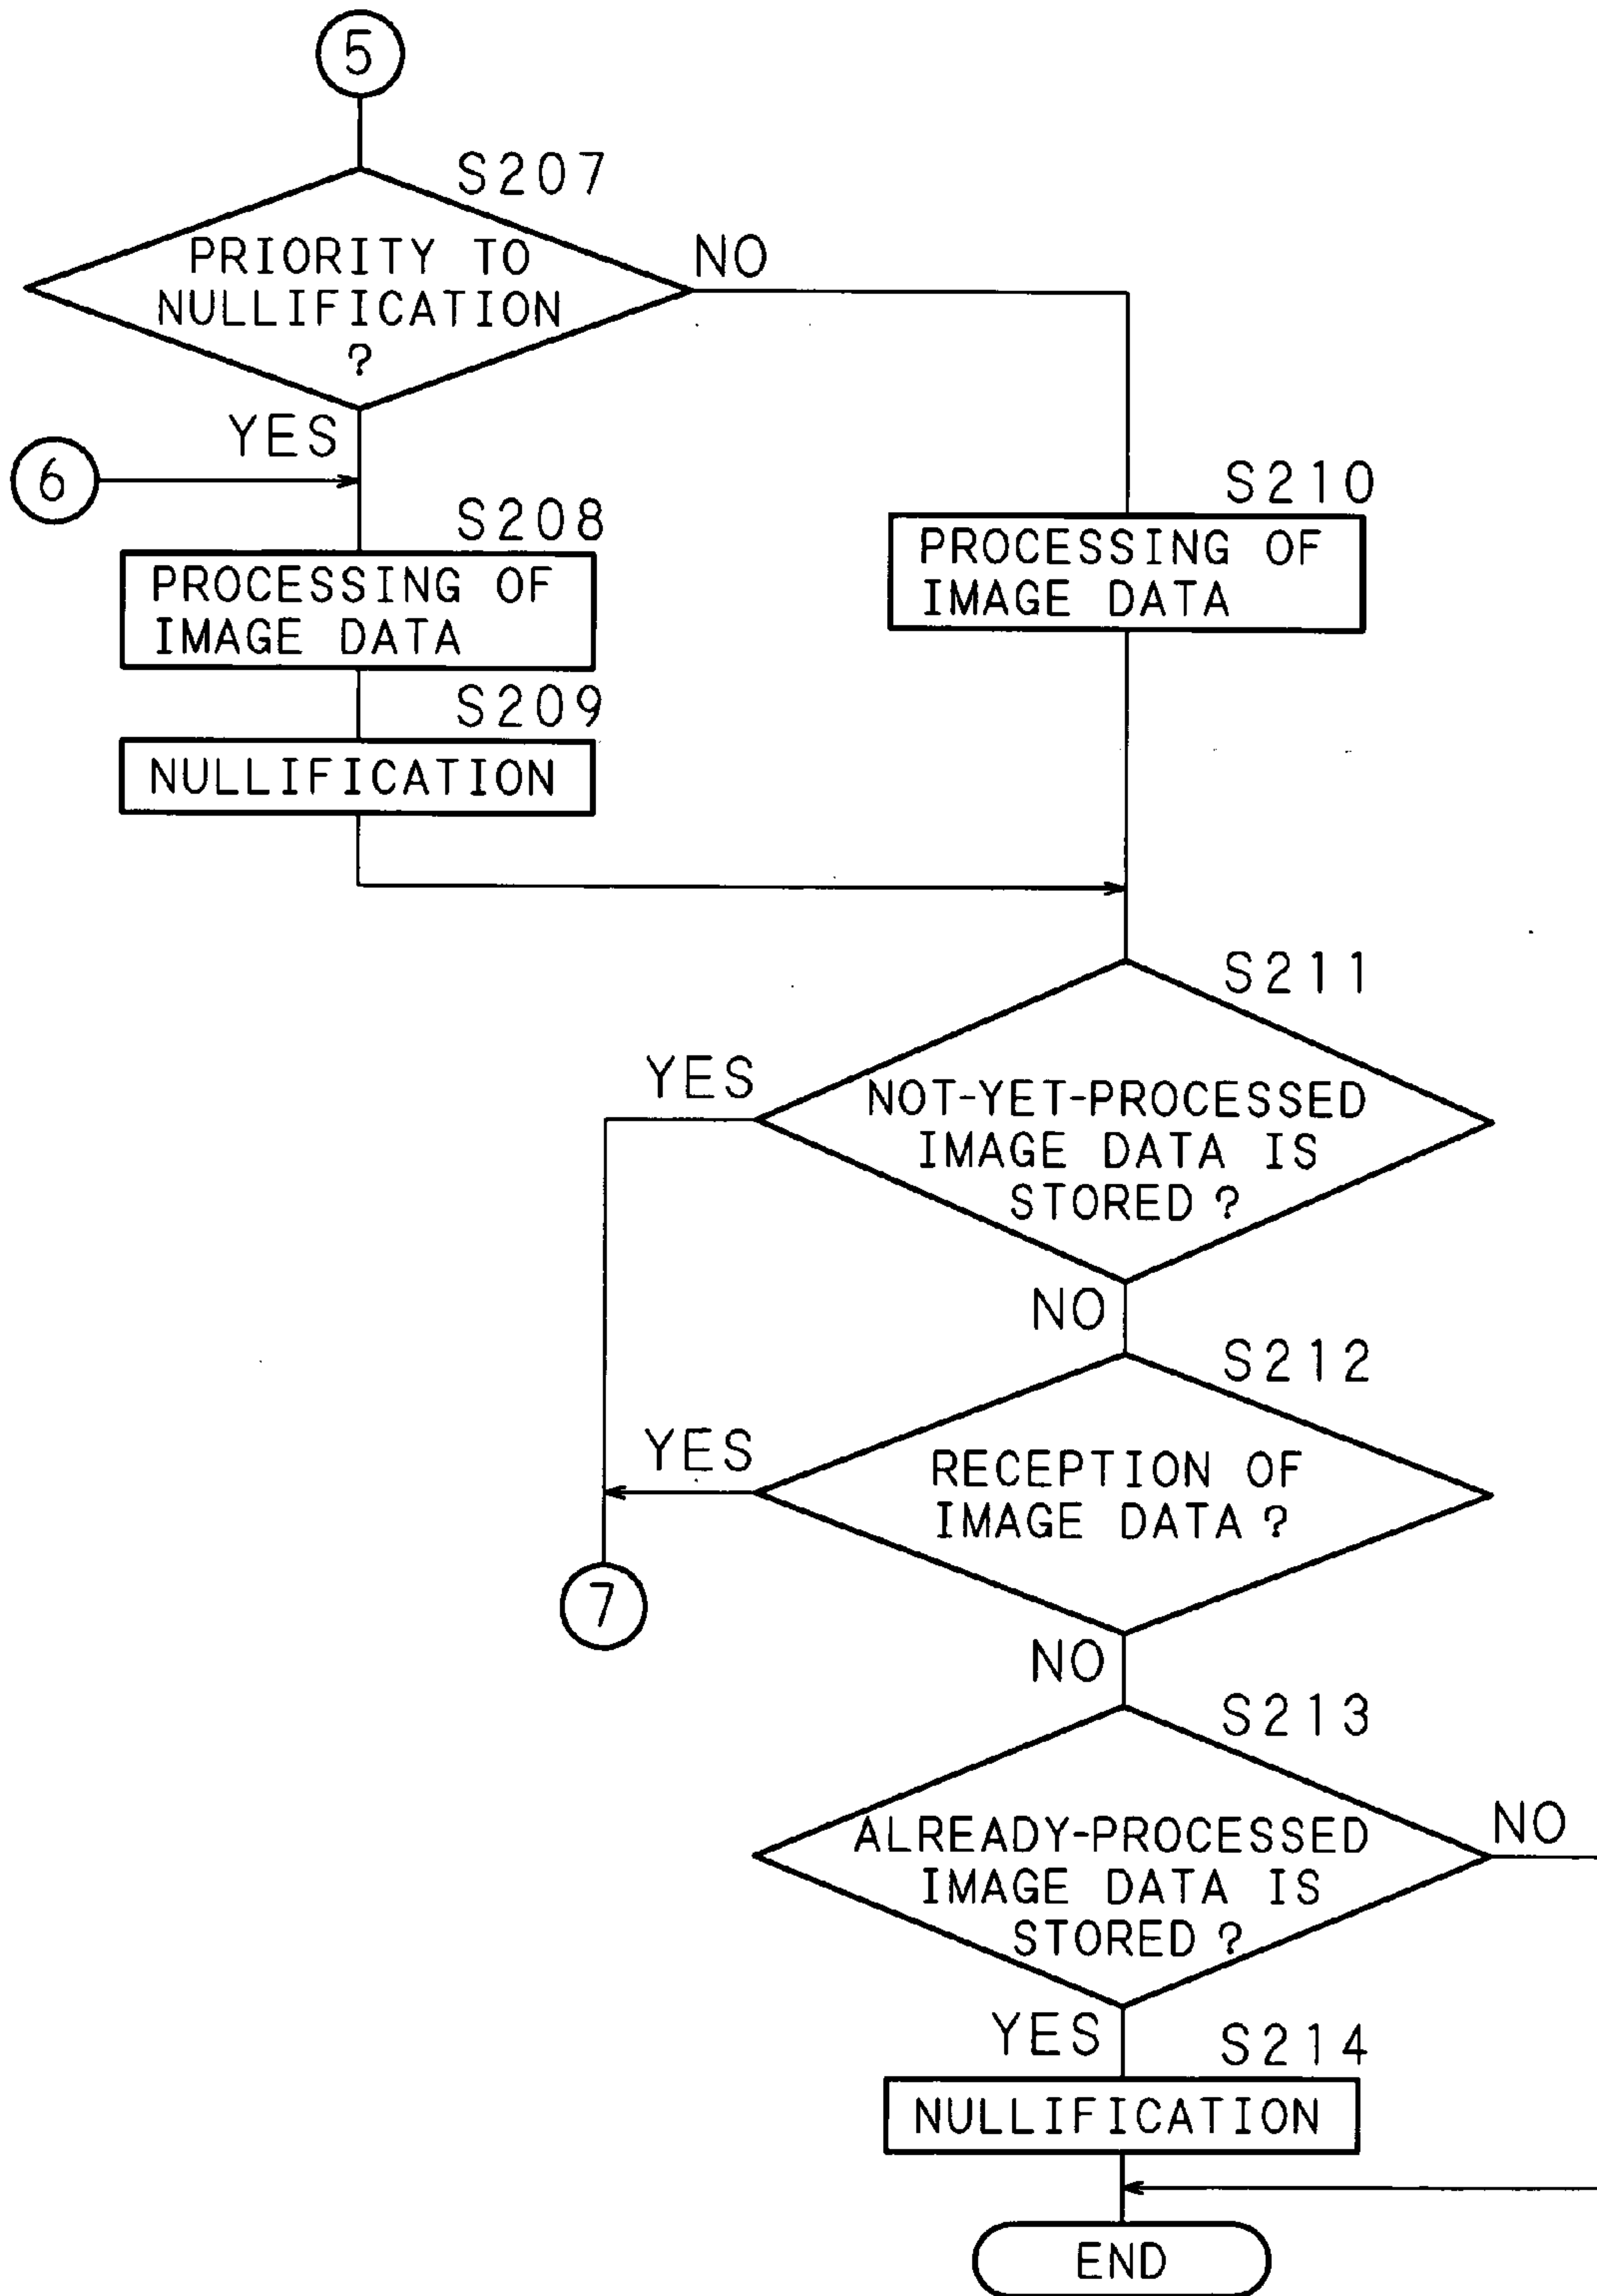 5
S207
PRIORITY TO
NULLIFICATION
?
NO
YES
6
S208
PROCESSING OF
IMAGE DATA
S210
PROCESSING OF
IMAGE DATA
S209
NULLIFICATION
S211
YES
NOT-YET-PROCESSED
IMAGE DATA IS
STORED ?
NO
S212
YES
RECEPTION OF
IMAGE DATA ?
7
NO
S213
ALREADY-PROCESSED
IMAGE DATA IS
STORED ?
NO
YES
S214
NULLIFICATION
END